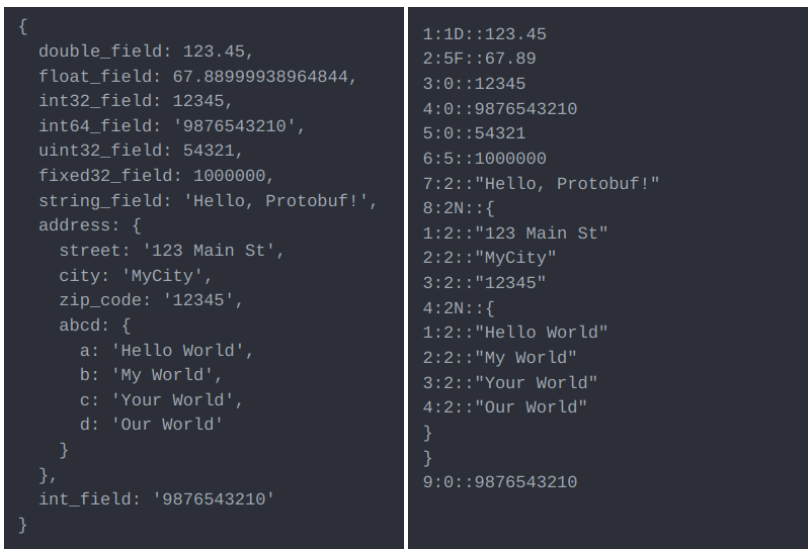 {
double_field: 123.45,
float_field: 67.88999938964844,
int32_field: 12345,
int64_field: '9876543210',
uint32_field: 54321,
fixed32_field: 1000000,
string_field: 'Hello, Protobuf!',
address: {
street: '123 Main St',
city: 'MyCity',
zip_code: '12345',
abcd: {
a: 'Hello World',
b: 'My World',
c: 'Your World',
d: 'Our World'
}
},
int_field: '9876543210'
}
1:1D::123.45
2:5F::67.89
3:0::12345
4:0::9876543210
5:0::54321
6:5::1000000
7:2::"Hello, Protobuf!"
8:2N::{
1:2::"123 Main St"
2:2::"MyCity"
3:2::"12345"
4:2N::{
1:2::"Hello World"
2:2::"My World"
3:2::"Your World"
4:2::"Our World"
}
}
9:0::9876543210